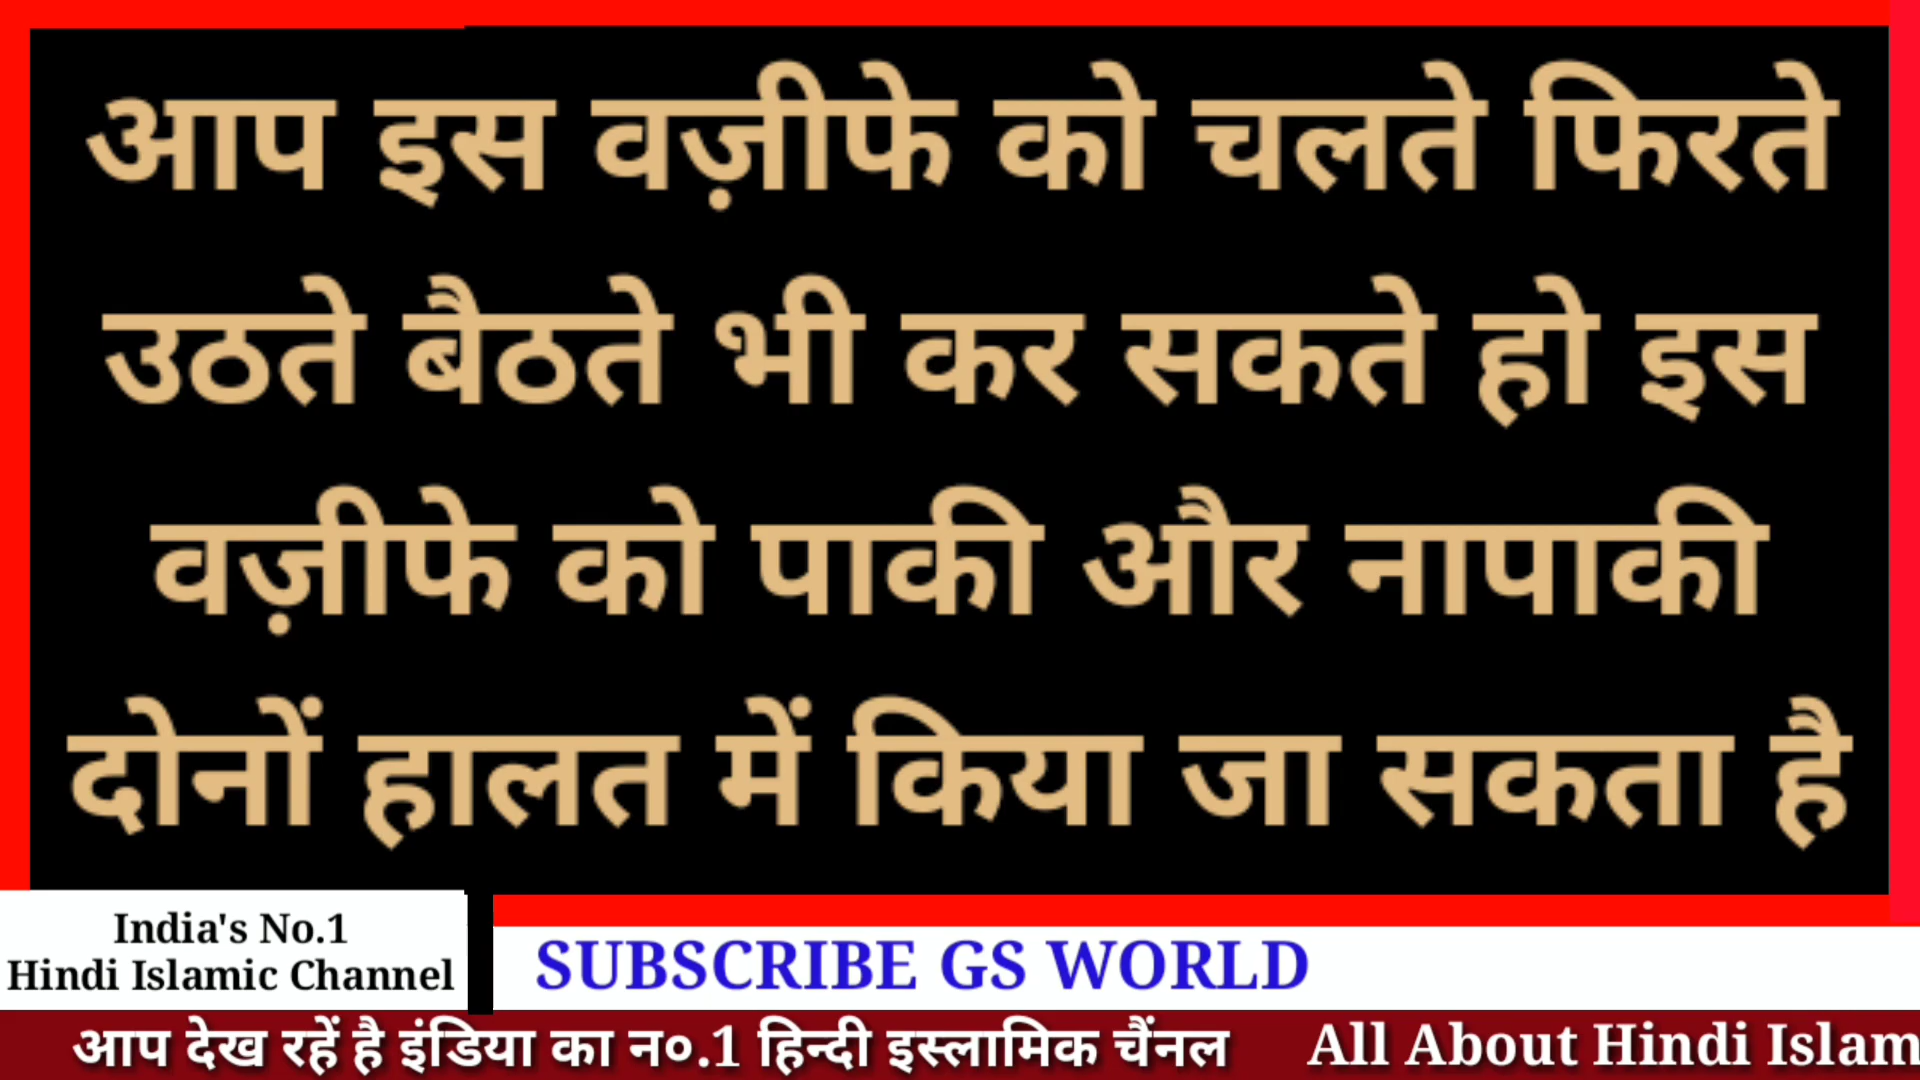 आप इस वज़ीफे को चलते फिरते
उठते बैठते भी कर सकते हो इस
वज़ीफे को पाकी और नापाकी
दोनों हालत में किया जा सकता है
India's No.1
Hindi Islamic Channel
SUBSCRIBE GS WORLD
आप देख रहें है इंडिया का न०.1 हिन्दी इस्लामिक चैंनल All About Hindi Islam